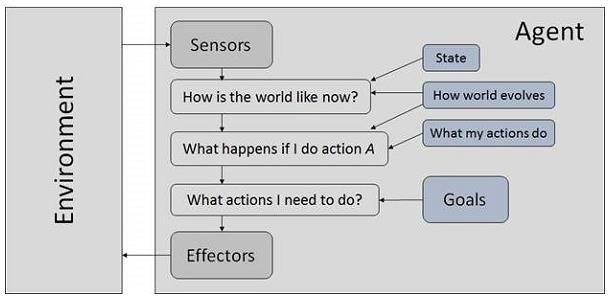 Agent
Environment
Sensors
State
How is the world like now?
How world evolves
What my actions do
What happens if I do action A
What actions I need to do?
Goals
Effectors